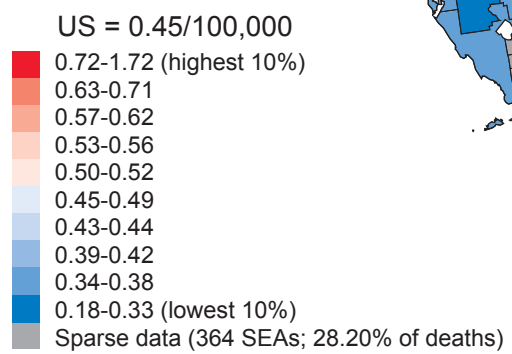 US = 0.45/100,000
0.72-1.72 (highest 10%)
0.63-0.71
0.57-0.62
0.53-0.56
0.50-0.52
0.45-0.49
0.43-0.44
0.39-0.42
0.34-0.38
0.18-0.33 (lowest 10%)
Sparse data (364 SEAs; 28.20% of deaths)